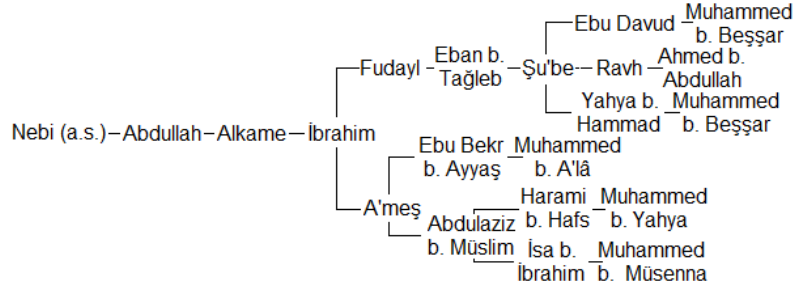 Ebu Davud
Muhammed
b. Beşşar
Fudayl
Eban b.
Tağleb
Şu'be
Ravh
Ahmed b.
Abdullah
Yahya b.
Hammad
Muhammed
b. Beşşar
Nebi (a.s.)
Abdullah
Alkame
İbrahim
Ebu Bekr
b. Ayyaş
Muhammed
b. A'lâ
A'meş
Abdulaziz
b. Müslim
Harami
b. Hafs
Muhammed
b. Yahya
İsa b.
İbrahim
Muhammed
b. Müsenna